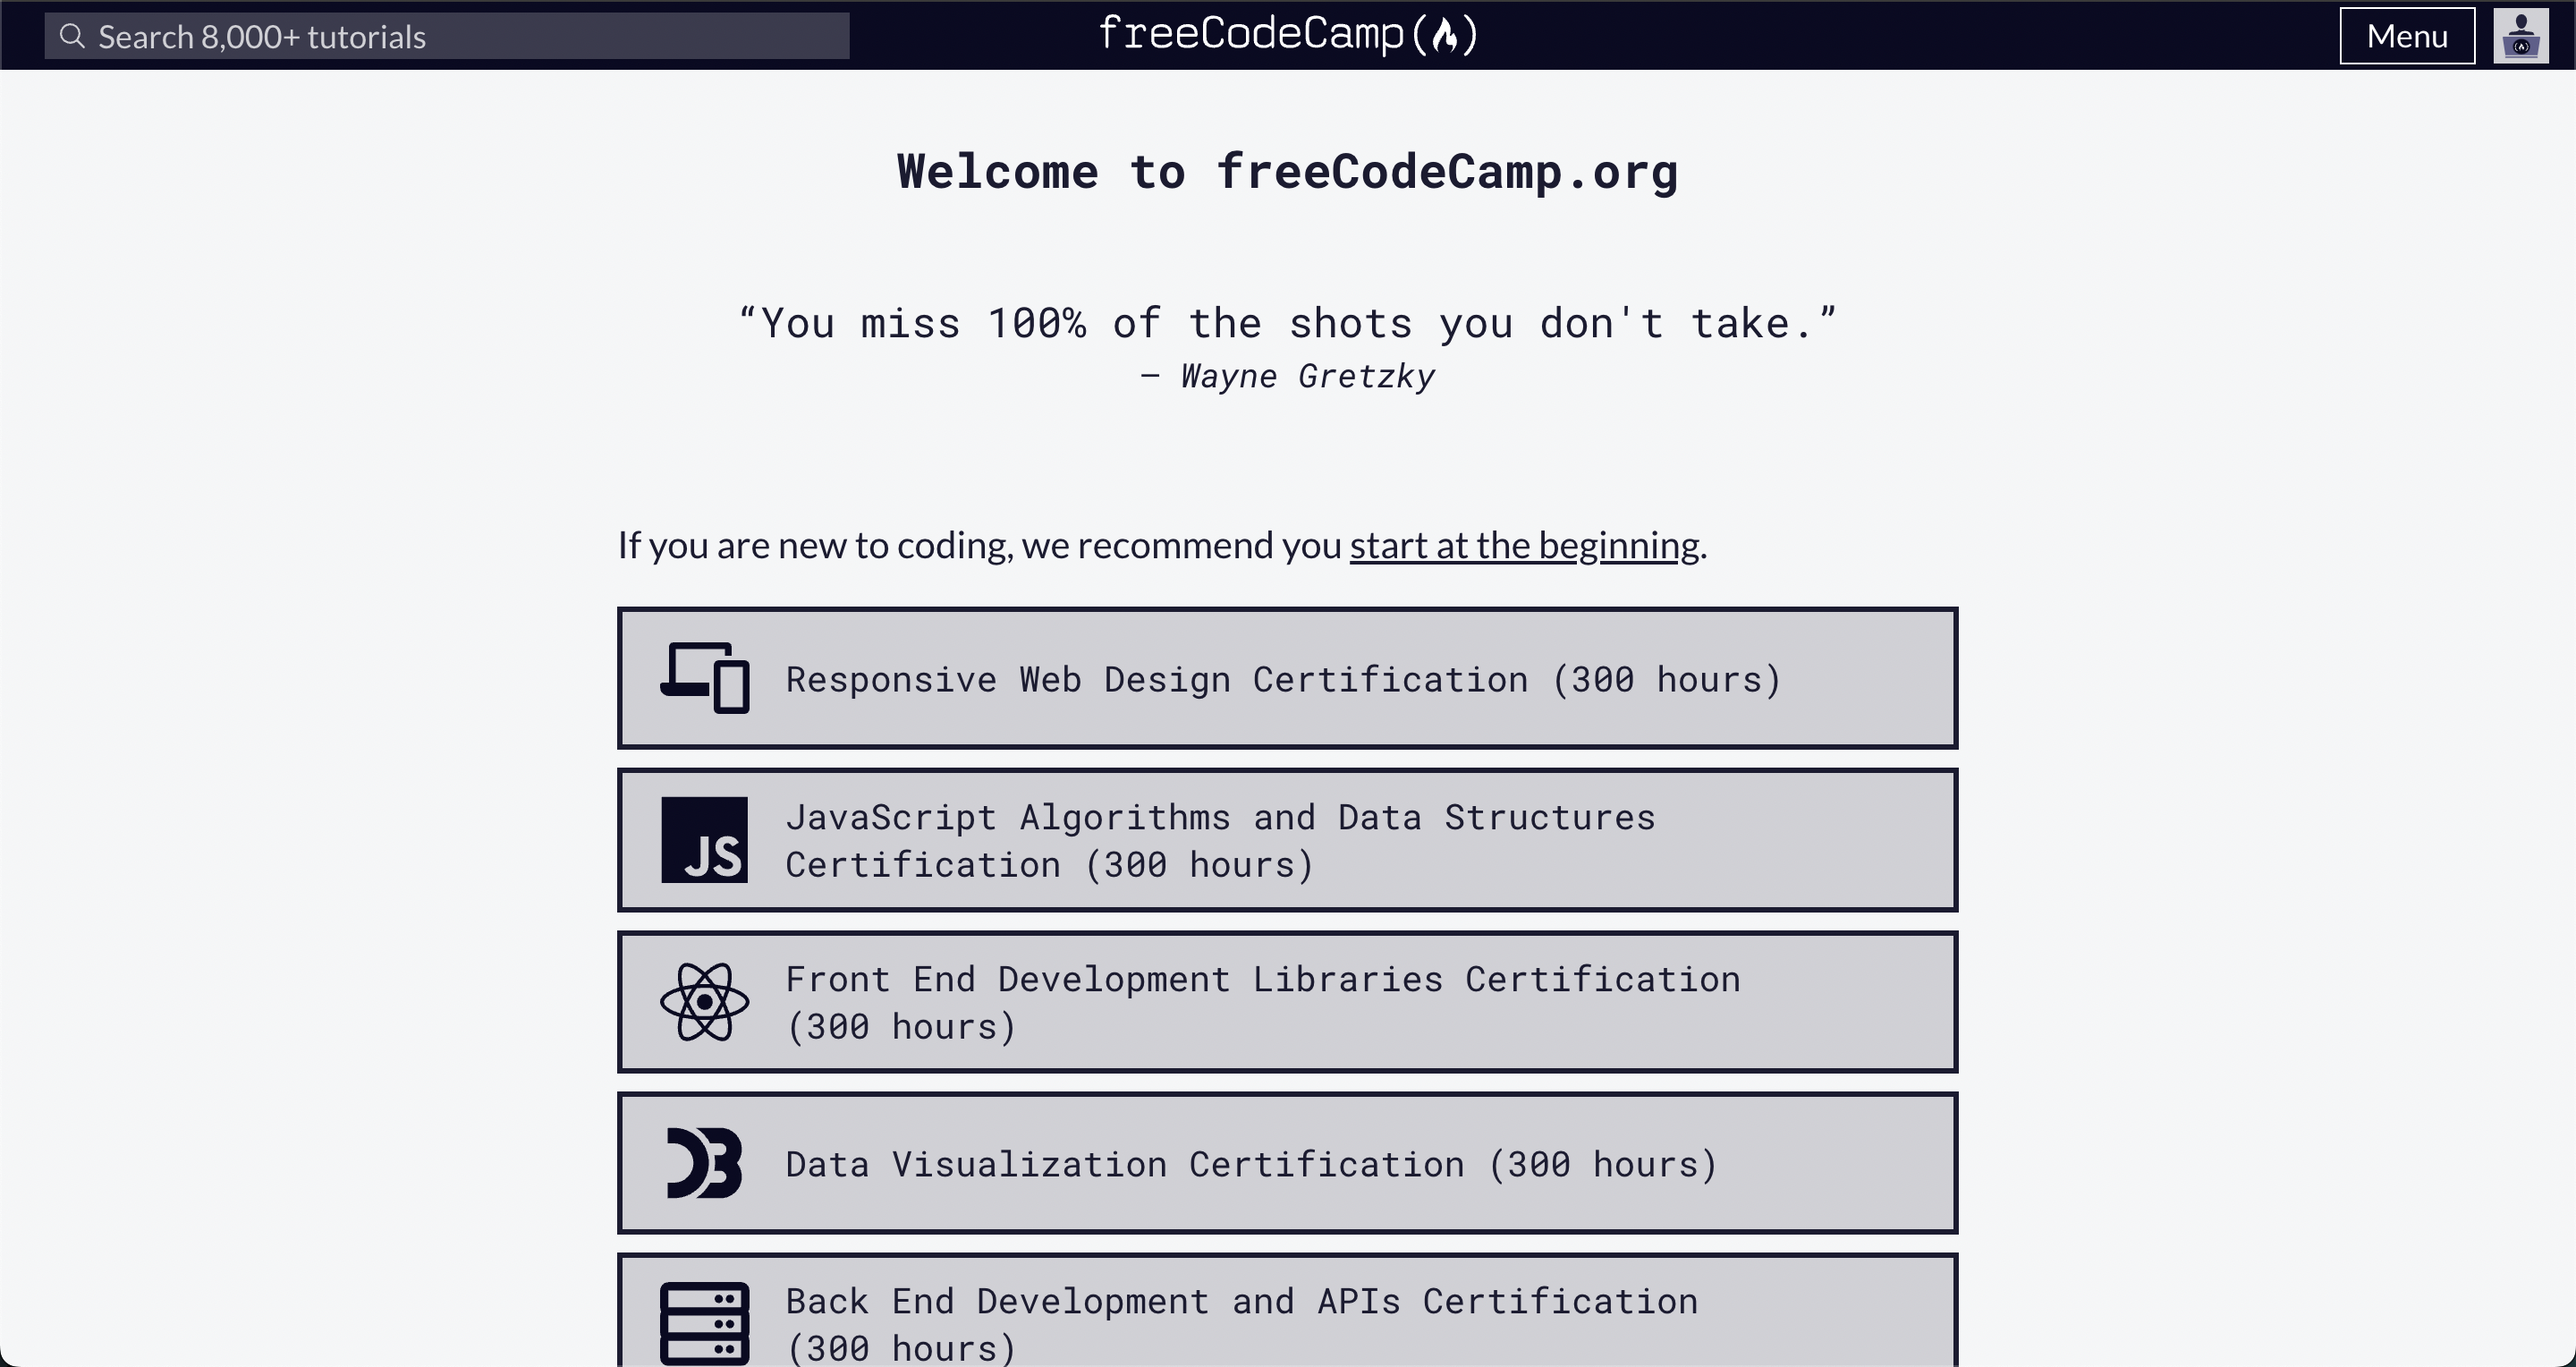 Search 8,000+ tutorials
freeCodeCamp
Menu
Welcome to freeCodeCamp.org
“You miss 100% of the shots you don't take.”
— Wayne Gretzky
If you are new to coding, we recommend you start at the beginning.
Responsive Web Design Certification (300 hours)
JS
JavaScript Algorithms and Data Structures
Certification (300 hours)
Front End Development Libraries Certification
(300 hours)
Data Visualization Certification (300 hours)
Back End Development and APIs Certification
(300 hours)